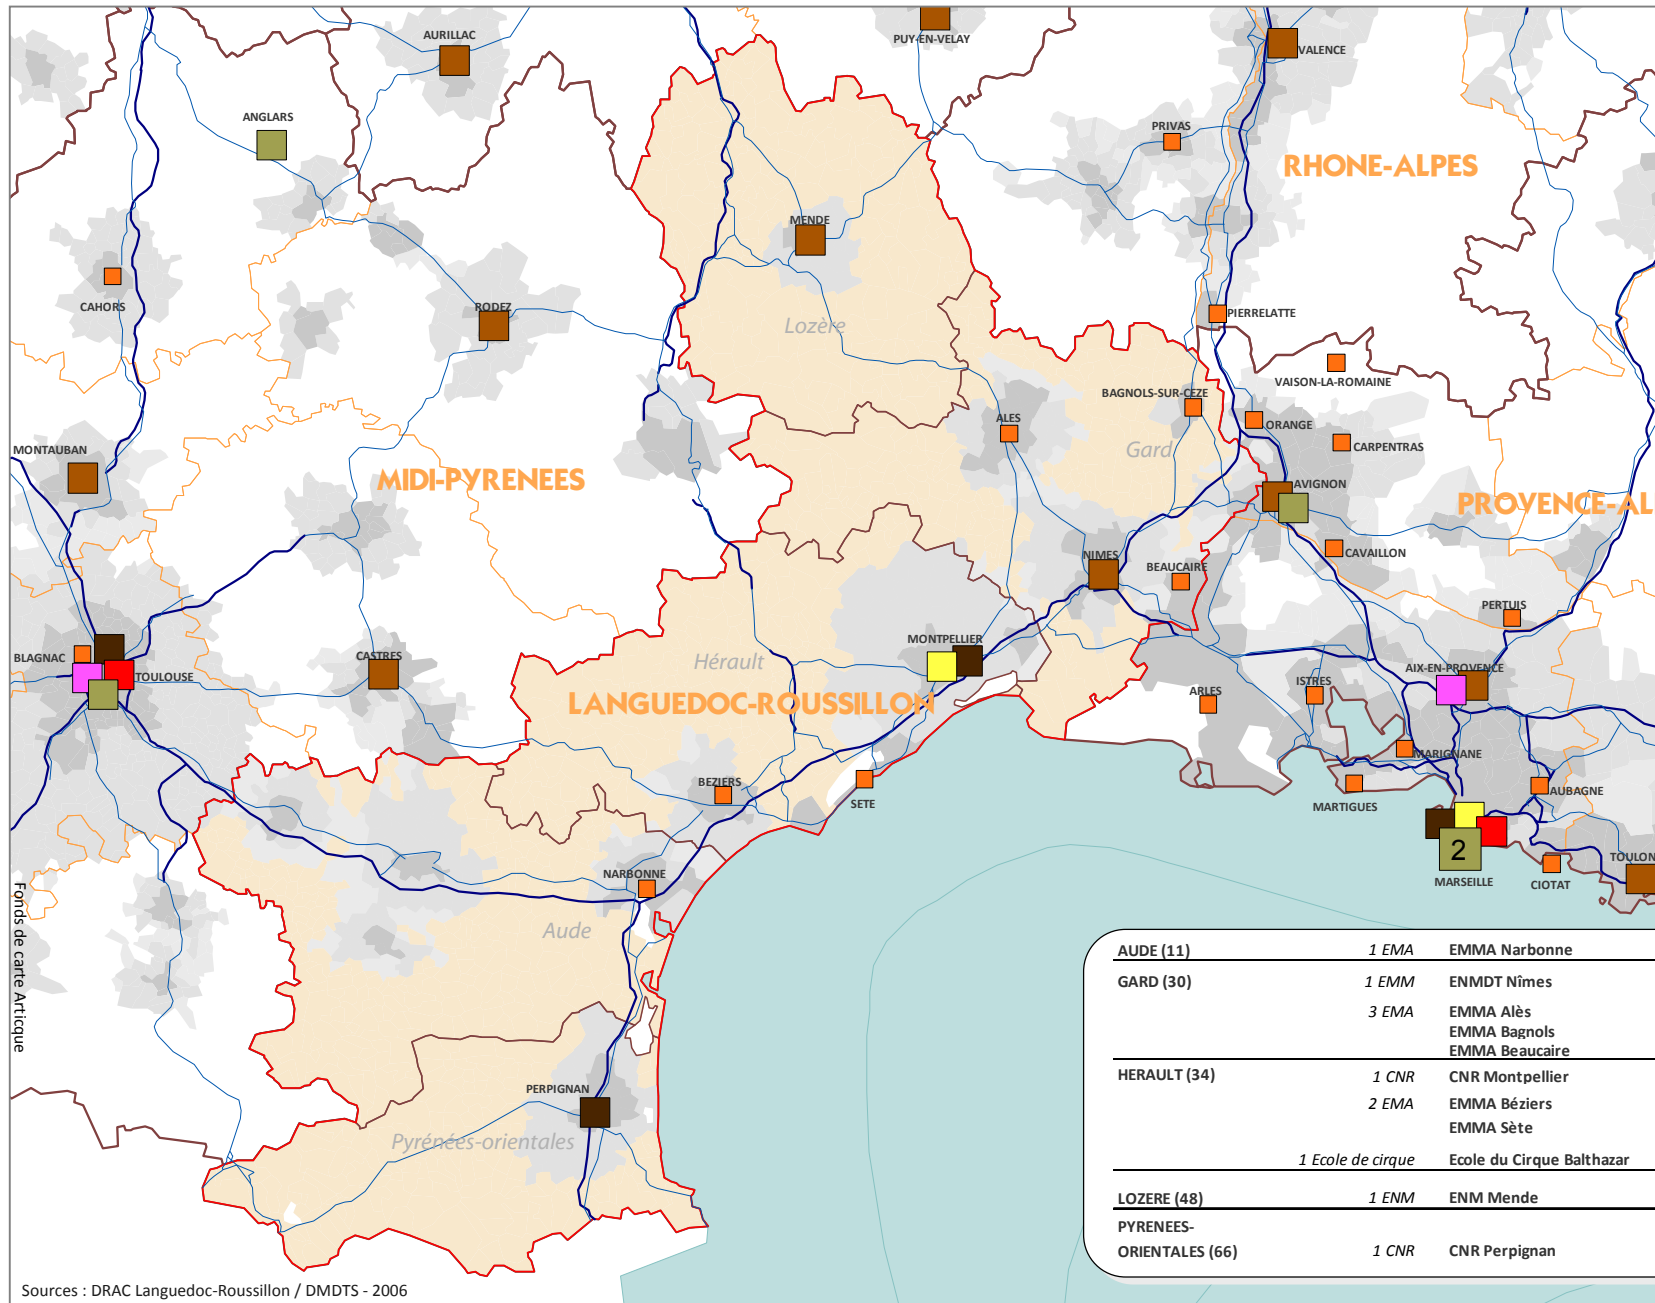 AURILLAC
PUY-EN-VELAY
VALENCE
ANGLARS
PRIVAS
RHONE-ALPES
MENDE
CAHORS
RODEZ
Lozère
PIERRELATTE
VAISON-LA-ROMAINE
BAGNOLS-SUR-CEZE
ALES
ORANGE
CARPENTRAS
Gard
MONTAUBAN
MIDI-PYRENEES
AVIGNON
PROVENCE-AL
CAVAILLON
NIMES
BEAUCAIRE
PERTUIS
BLAGNAC
TOULOUSE
CASTRES
Hérault
MONTPELLIER
LANGUEDOC-ROUSSILLON
AIX-EN-PROVENCE
ISTRES
ARLES
MARIGNANE
BEZIERS
SETE
MARTIGUES
AUBAGNE
2
MARSEILLE
CIOTAT
TOULON
NARBONNE
Aude
Fonds de carte Articque
PERPIGNAN
Pyrénées-orientales
AUDE (11) 1 EMA EMMA Narbonne
GARD (30) 1 EMM ENMDT Nîmes
3 EMA EMMA Alès
EMMA Bagnols
EMMA Beaucaire
HERAULT (34) 1 CNR CNR Montpellier
2 EMA EMMA Béziers
EMMA Sète
1 Ecole de cirque Ecole du Cirque Balthazar
LOZERE (48) 1 ENM ENM Mende
PYRENEES-
ORIENTALES (66) 1 CNR CNR Perpignan
Sources : DRAC Languedoc-Roussillon / DMDTS - 2006